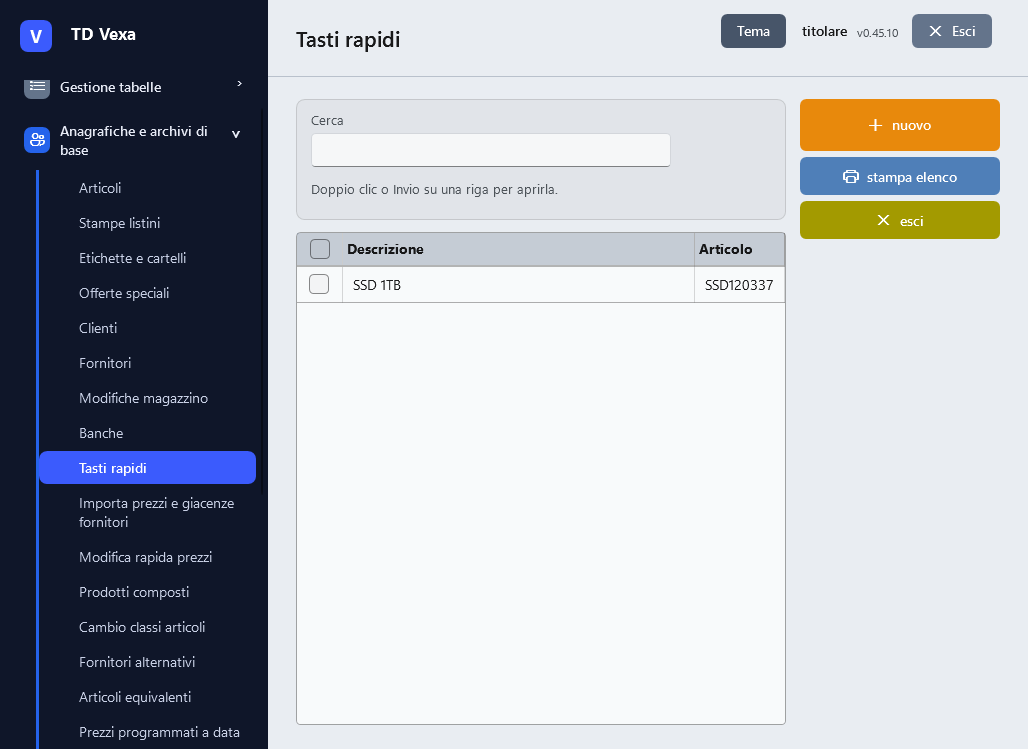 V TD Vexa
Gestione tabelle
Anagrafiche e archivi di
base
Articoli
Stampe listini
Etichette e cartelli
Offerte speciali
Clienti
Fornitori
Modifiche magazzino
Banche
Tasti rapidi
Importa prezzi e giacenze
fornitori
Modifica rapida prezzi
Prodotti composti
Cambio classi articoli
Fornitori alternativi
Articoli equivalenti
Prezzi programmati a data
Tasti rapidi
Tema titolare v0.45.10 Esci
Cerca
Doppio clic o Invio su una riga per aprirla.
Descrizione Articolo
SSD 1TB SSD120337
nuovo
stampa elenco
esci